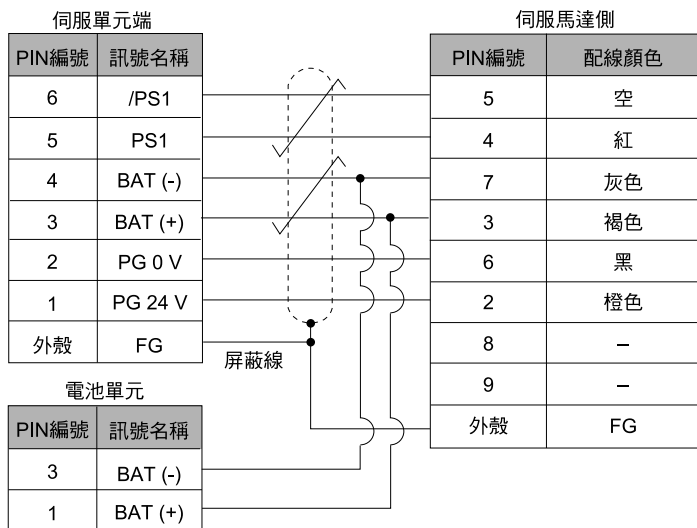 伺服單元端
PIN編號 訊號名稱
6 /PS1
5 PS1
4 BAT (-)
3 BAT (+)
2 PG 0 V
1 PG 24 V
外殼 FG
屏蔽線
伺服馬達側
PIN編號 配線顏色
5 空
4 紅
7 灰色
3 褐色
6 黑
2 橙色
8 –
9 –
外殼 FG
電池單元
PIN編號 訊號名稱
3 BAT (-)
1 BAT (+)